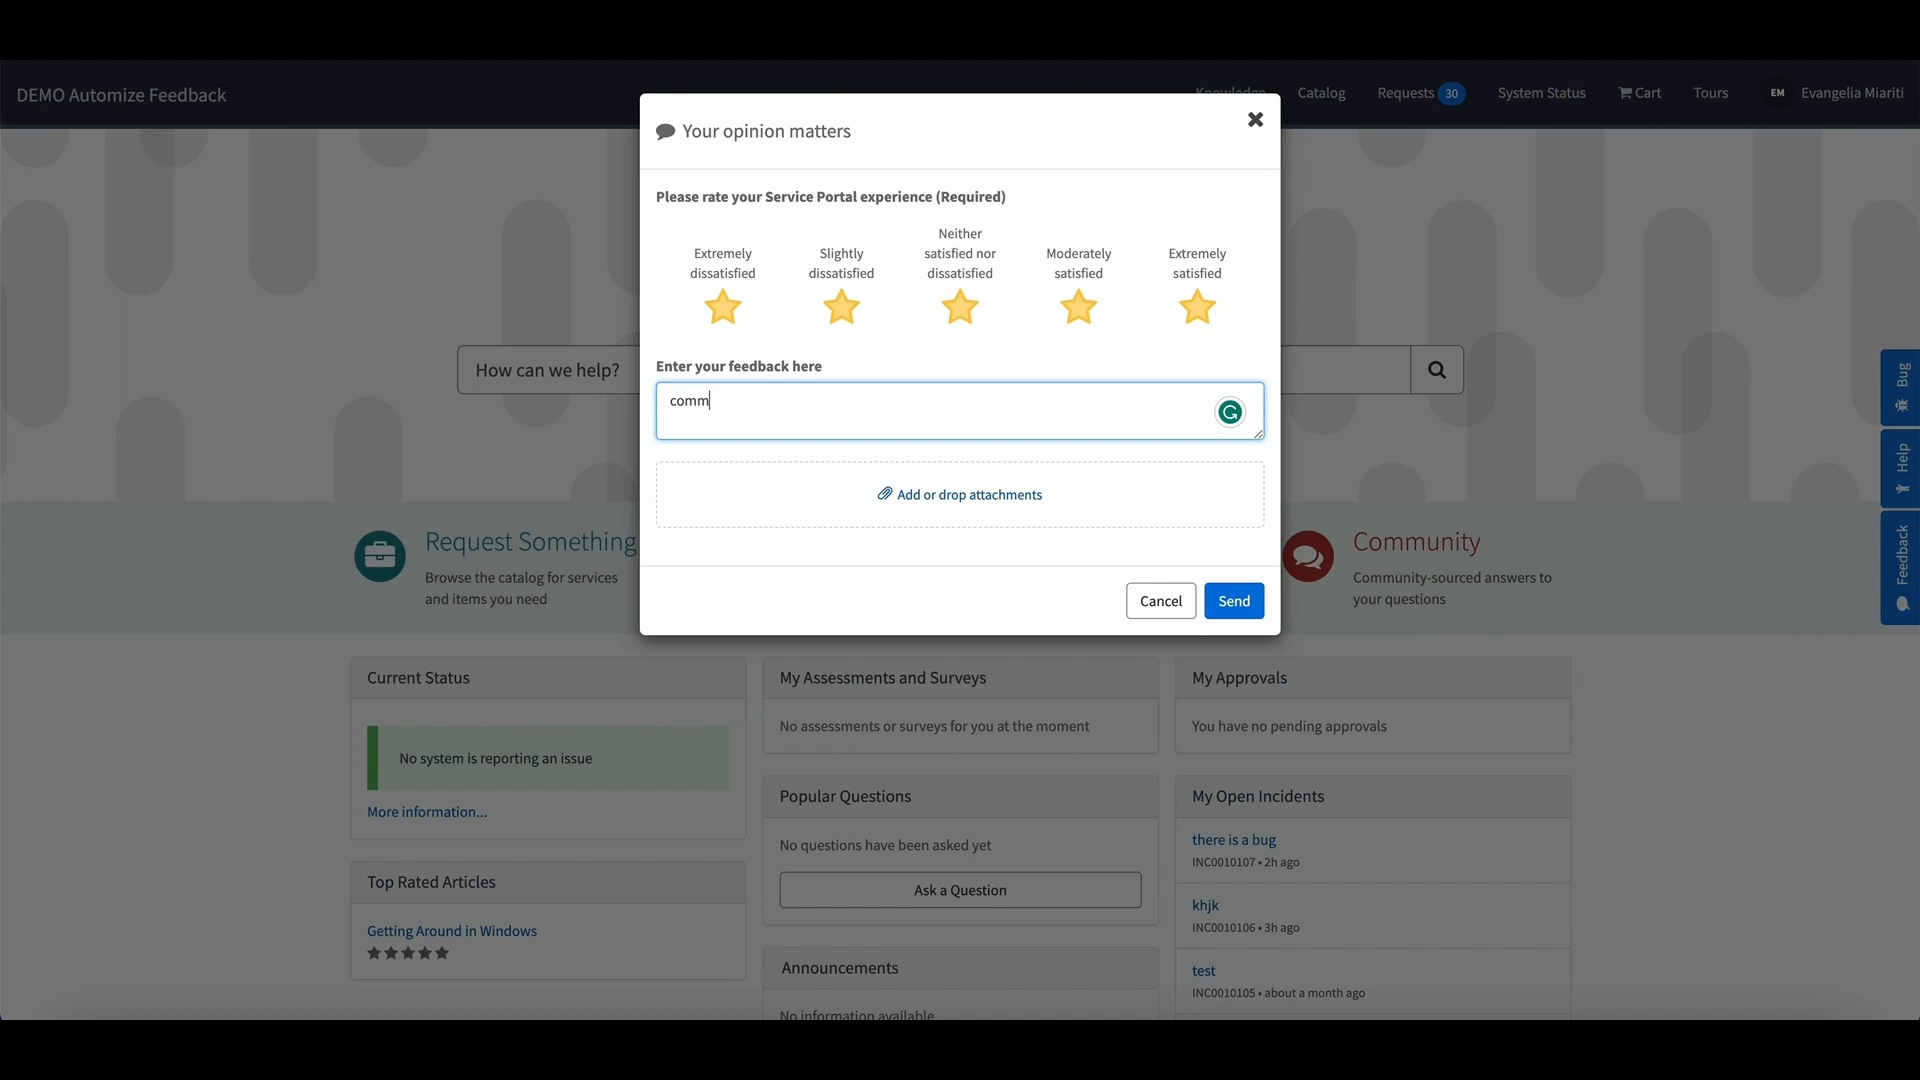 DEMO Automize Feedback
Knowledge
Catalog
Requests 30
System Status
Cart
Tours
EM
Evangelia Miariti
Your opinion matters
Please rate your Service Portal experience (Required)
Extremely
dissatisfied
Slightly
dissatisfied
Neither
satisfied nor
dissatisfied
Moderately
satisfied
Extremely
satisfied
How can we help?
Enter your feedback here
comm
Add or drop attachments
Cancel
Send
Bug
Help
Feedback
Request Something
Browse the catalog for services
and items you need
Community
Community-sourced answers to
your questions
Current Status
No system is reporting an issue
More information...
Top Rated Articles
Getting Around in Windows
My Assessments and Surveys
No assessments or surveys for you at the moment
Popular Questions
No questions have been asked yet
Ask a Question
Announcements
No information available
My Approvals
You have no pending approvals
My Open Incidents
there is a bug
INC0010107 • 2h ago
khjk
INC0010106 • 3h ago
test
INC0010105 • about a month ago